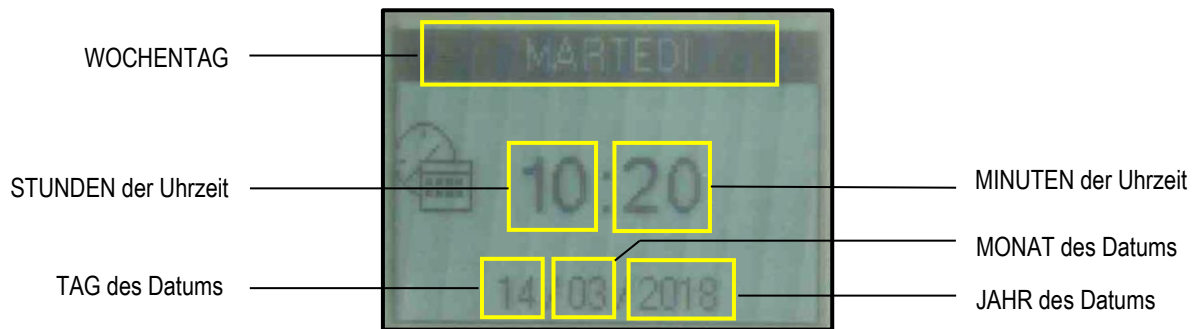 WOCHENTAG
MARTEDI
STUNDEN der Uhrzeit
10:20
MINUTEN der Uhrzeit
MONAT des Datums
TAG des Datums
14/03/2018
JAHR des Datums